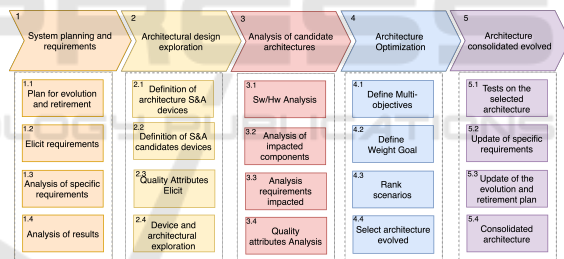 1
System planning and
requirements
2
Architectural design
exploration
3
Analysis of candidate
architectures
4
Architecture
Optimization
5
Architecture
consolidated evolved
1.1
Plan for evolution
and retirement
1.2
Elicit requirements
1.3
Analysis of specific
requirements
1.4
Analysis of results
2.1
Definition of
architecture S&A
devices
2.2
Definition of S&A
candidates devices
2.3
Quality Attributes
Elicit
2.4
Device and
architectural
exploration
3.1
Sw/Hw Analysis
3.2
Analysis of
impacted
components
3.3
Analysis
requirements
impacted
3.4
Quality
attributes Analysis
4.1
Define Multi-
objectives
4.2
Define
Weight Goal
4.3
Rank
scenarios
4.4
Select architecture
evolved
5.1
Tests on the
selected
architecture
5.2
Update of specific
requirements
5.3
Update of the
evolution and
retirement plan
5.4
Consolidated
architecture